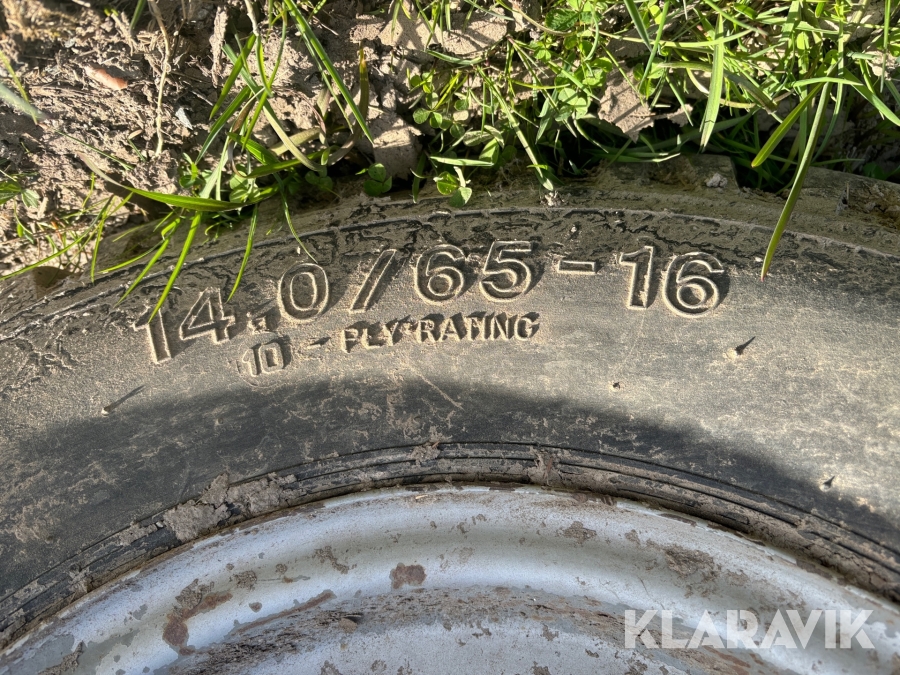 14.0/65-16
10 - PLY RATING
KLARAVIK